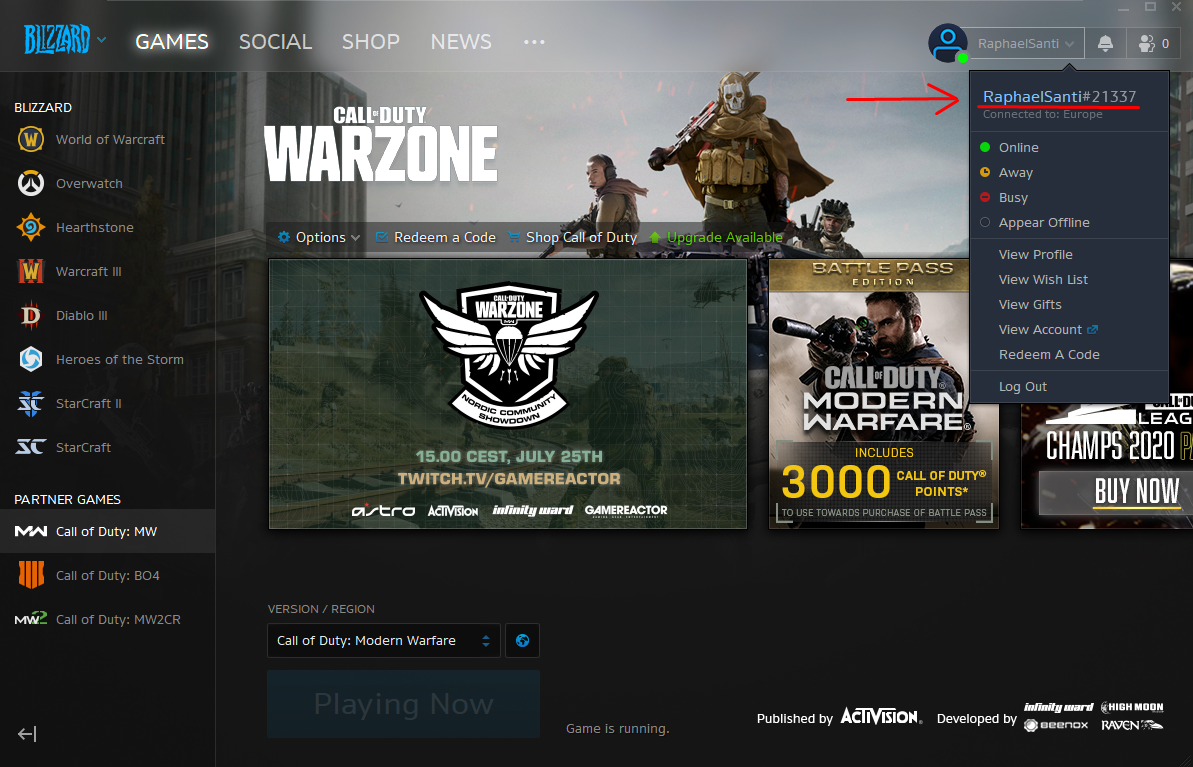 BLIZZARD
GAMES
SOCIAL
SHOP
NEWS
RaphaelSanti
0
RaphaelSanti#21337
Connected to: Europe
Online
Away
Busy
Appear Offline
View Profile
View Wish List
View Gifts
View Account
Redeem A Code
Log Out
BLIZZARD
World of Warcraft
Overwatch
Hearthstone
Warcraft III
Diablo III
Heroes of the Storm
StarCraft II
StarCraft
PARTNER GAMES
Call of Duty: MW
Call of Duty: BO4
MW2 Call of Duty: MW2CR
CALL OF DUTY
WARZONE
Options
Redeem a Code
Shop Call of Duty
Upgrade Available
CALL OF DUTY
WARZONE
NORDIC COMMUNITY
SHOWDOWN
15.00 CEST, JULY 25TH
TWITCH.TV/GAMEREACTOR
ASTRO ACTIVISION infinity ward GAMEREACTOR
BATTLE PASS
EDITION
CALL OF DUTY®
MODERN
WARFARE®
INCLUDES
3000 CALL OF DUTY®
POINTS*
TO USE TOWARDS PURCHASE OF BATTLE PASS
LEAG
CHAMPS 2020
BUY NOW
VERSION / REGION
Call of Duty: Modern Warfare
Playing Now
Game is running.
Published by ACTIVISION. Developed by
infinity ward HIGH MOON
BEENOX RAVEN